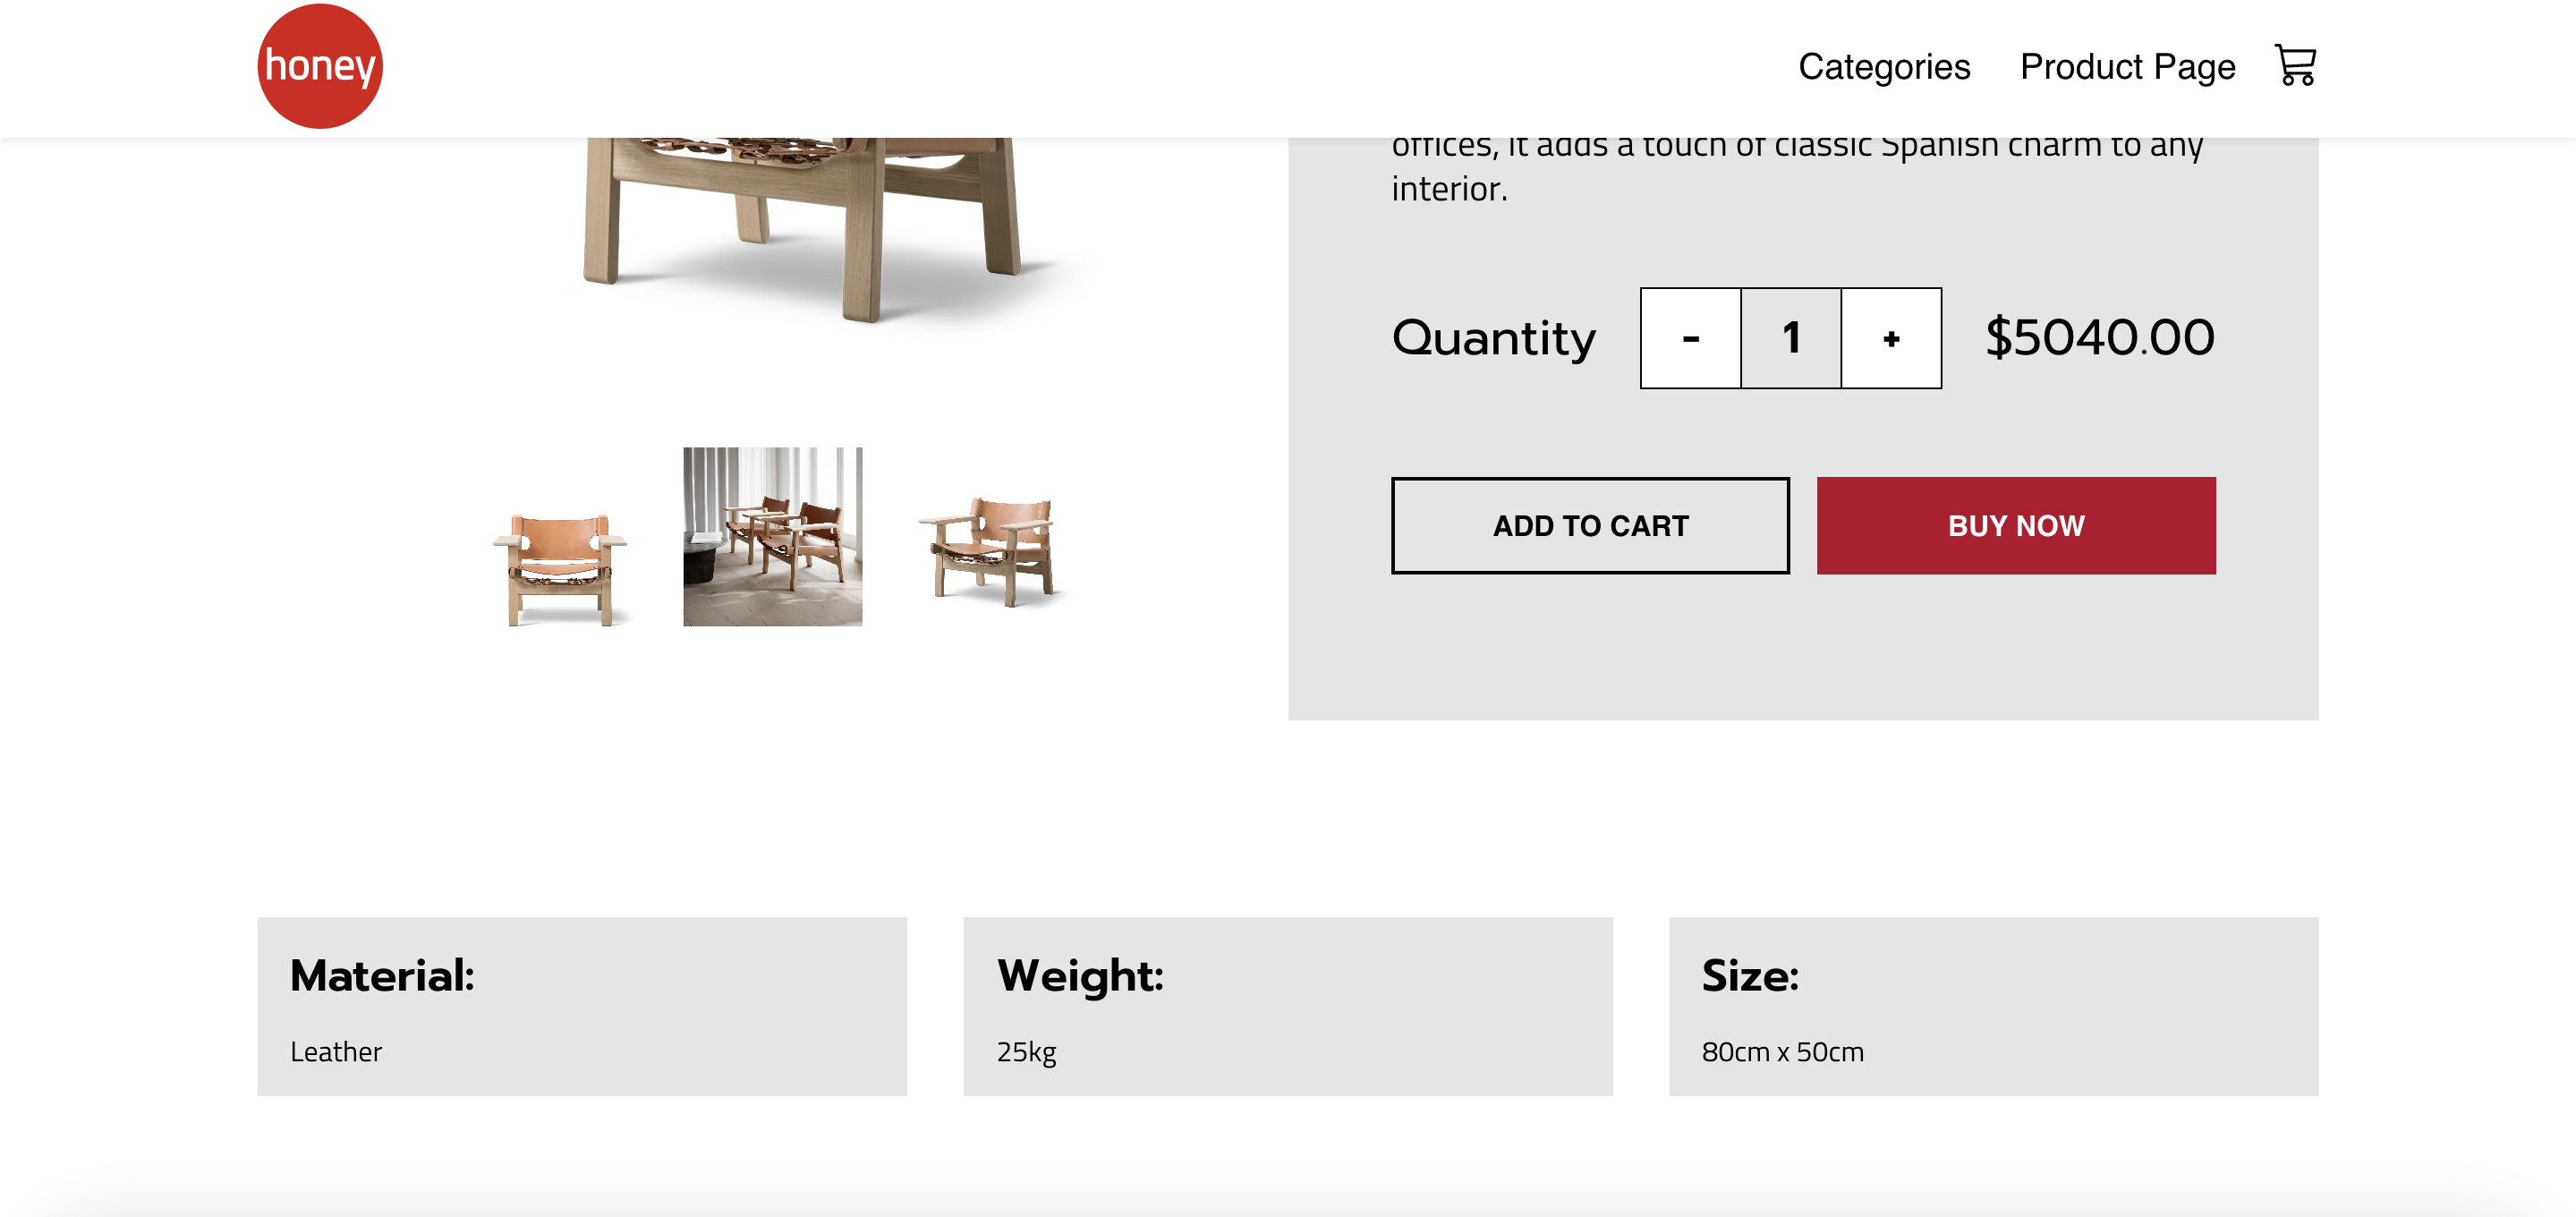 honey
Categories
Product Page
offices, it adds a touch of classic Spanish charm to any
interior.
Quantity
-
1
+
$5040.00
ADD TO CART
BUY NOW
Material:
Leather
Weight:
25kg
Size:
80cm x 50cm